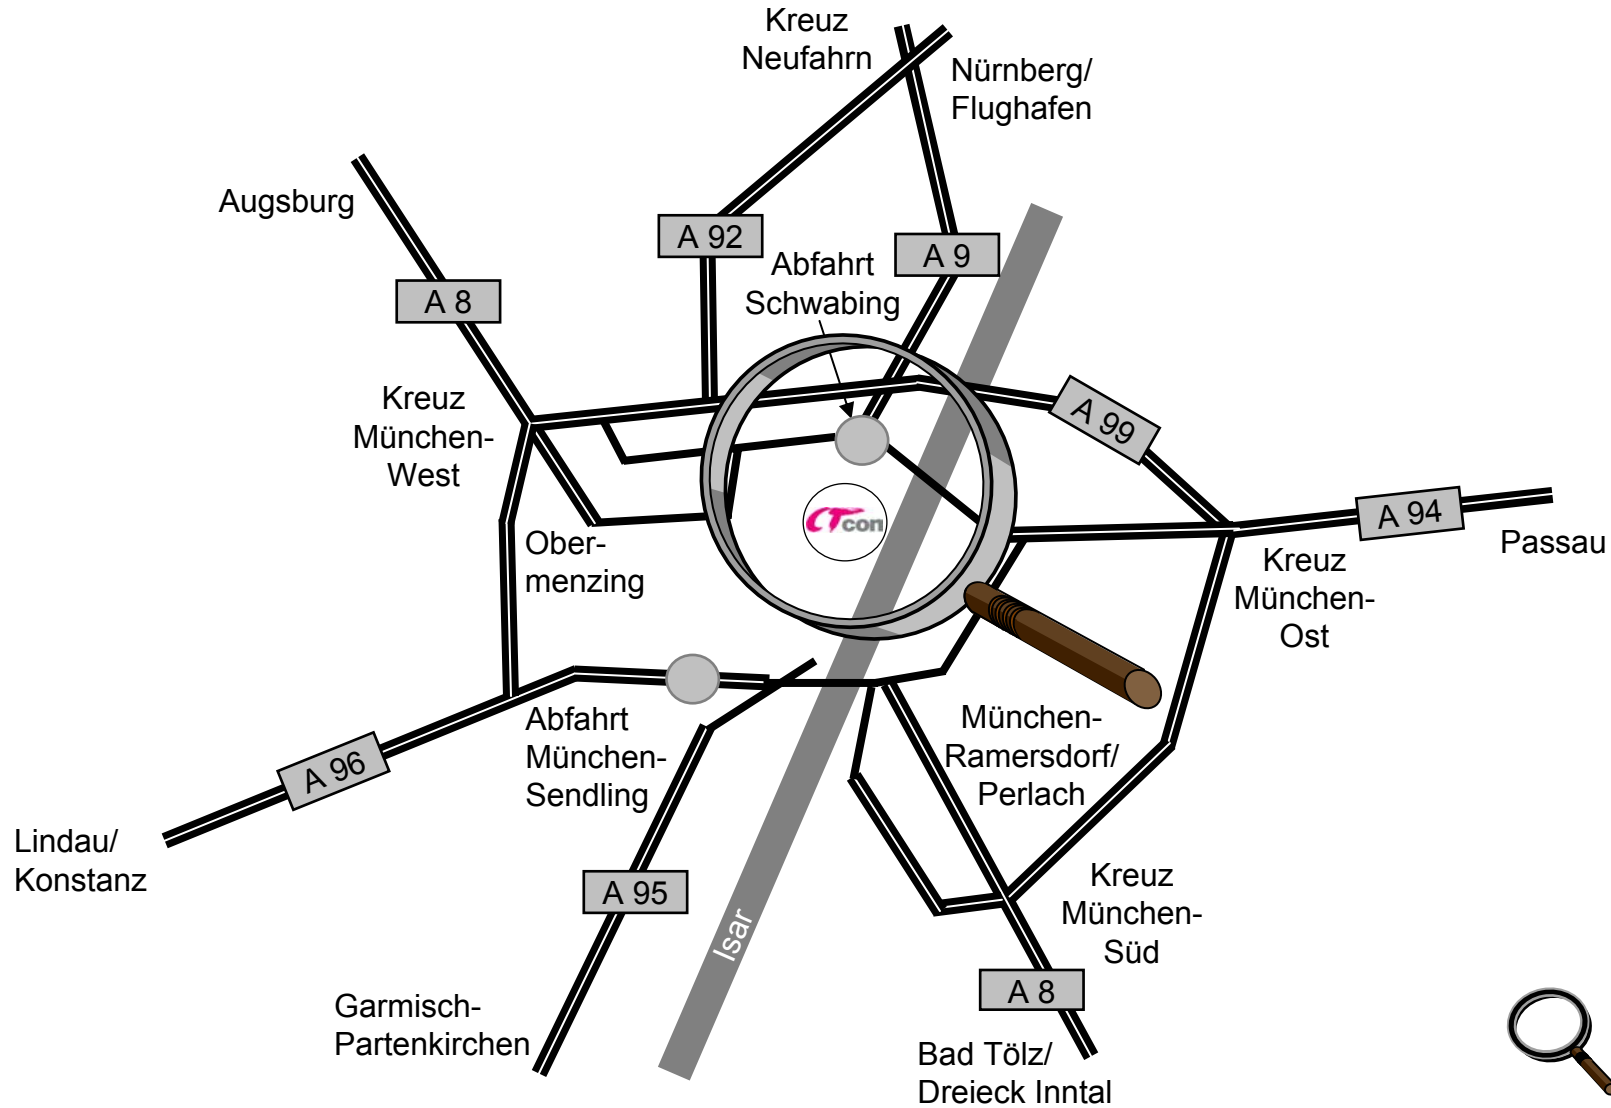 Kreuz
Neufahrn
Nürnberg/
Flughafen
Augsburg
A 92
A 9
Abfahrt
Schwabing
A 8
Kreuz
München-
West
A 99
A 94
Passau
CTcon
Ober-
menzing
Kreuz
München-
Ost
Abfahrt
München-
Sendling
München-
Ramersdorf/
Perlach
A 96
Lindau/
Konstanz
A 95
Isar
Kreuz
München-
Süd
A 8
Garmisch-
Partenkirchen
Bad Tölz/
Dreieck Inntal